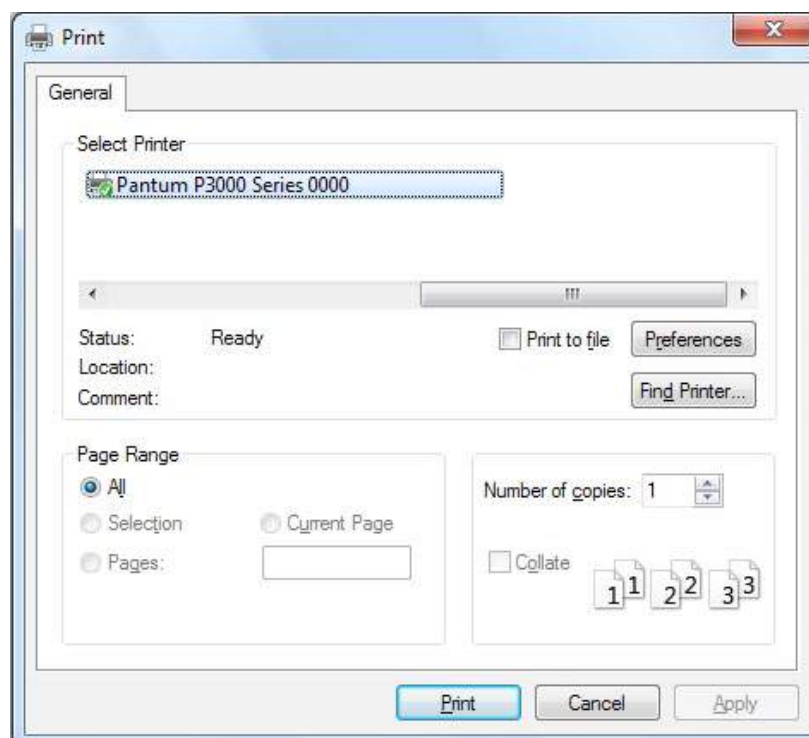 Print
General
Select Printer
Pantum P3000 Series 0000
Status: Ready
Print to file
Preferences
Location:
Comment:
Find Printer...
Page Range
All
Selection
Current Page
Pages:
Number of copies: 1
Collate
1 1 2 2 3 3
Print
Cancel
Apply